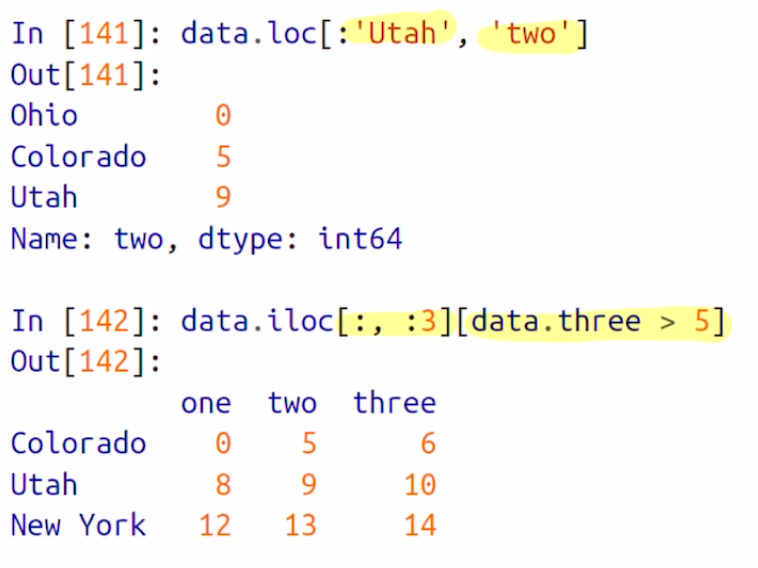 In [141]: data.loc[:'Utah', 'two']
Out[141]:
Ohio        0
Colorado    5
Utah        9
Name: two, dtype: int64
In [142]: data.iloc[:, :3][data.three > 5]
Out[142]:
          one  two  three
Colorado    0    5      6
Utah        8    9     10
New York   12   13     14